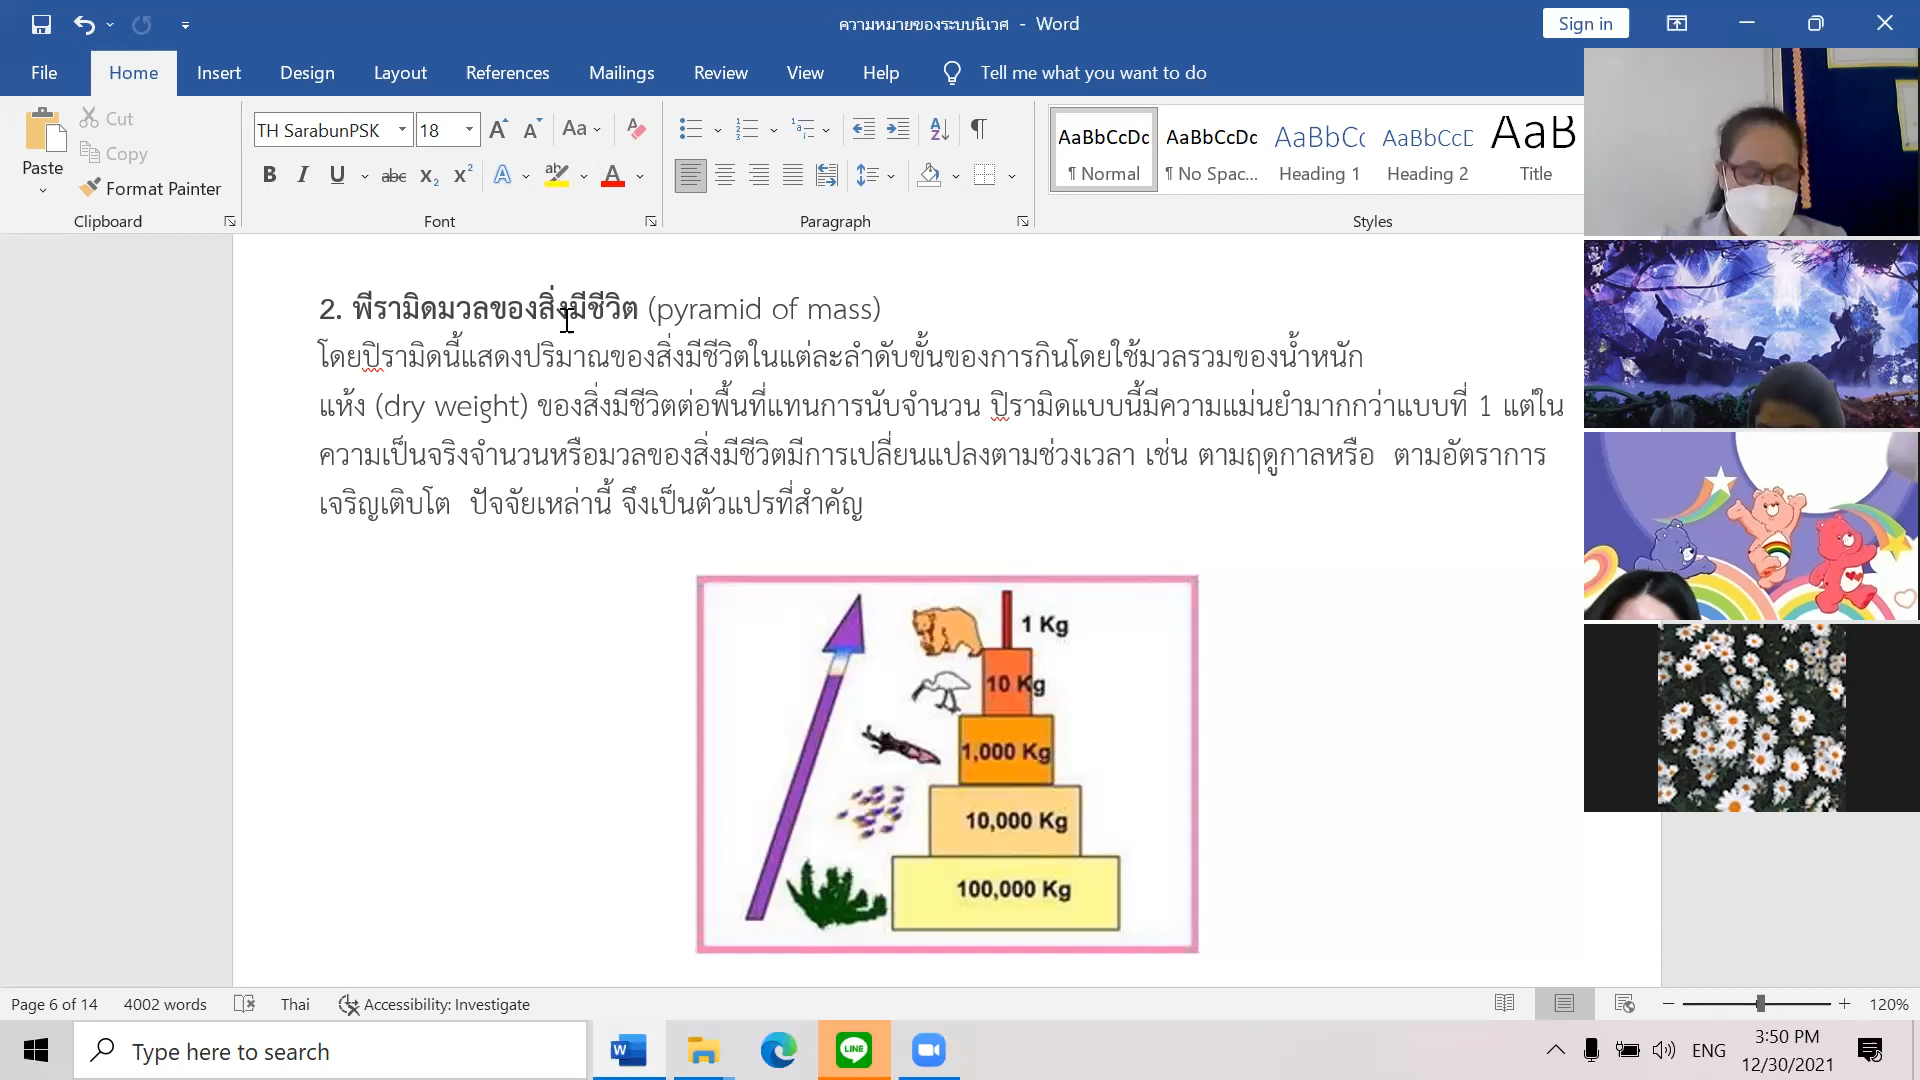 ความหมายของระบบนิเวศ - Word
Sign in
File Home Insert Design Layout References Mailings Review View Help Tell me what you want to do
Cut
Copy
Paste
Format Painter
Clipboard
TH SarabunPSK 18
Font
Paragraph
AaBbCcDc AaBbCcDc AaBbCc AaBbCcD AaB
¶ Normal ¶ No Spac... Heading 1 Heading 2 Title
Styles
2. พีรามิดมวลของสิ่งมีชีวิต (pyramid of mass)
โดยปิรามิดนี้แสดงปริมาณของสิ่งมีชีวิตในแต่ละลำดับขั้นของการกินโดยใช้มวลรวมของน้ำหนัก
แห้ง (dry weight) ของสิ่งมีชีวิตต่อพื้นที่แทนการนับจำนวน ปิรามิดแบบนี้มีความแม่นยำมากกว่าแบบที่ 1 แต่ใน
ความเป็นจริงจำนวนหรือมวลของสิ่งมีชีวิตมีการเปลี่ยนแปลงตามช่วงเวลา เช่น ตามฤดูกาลหรือ ตามอัตราการ
เจริญเติบโต ปัจจัยเหล่านี้ จึงเป็นตัวแปรที่สำคัญ
1 Kg
10 Kg
1,000 Kg
10,000 Kg
100,000 Kg
Page 6 of 14 4002 words Thai Accessibility: Investigate 120%
Type here to search
LINE
ENG
3:50 PM
12/30/2021